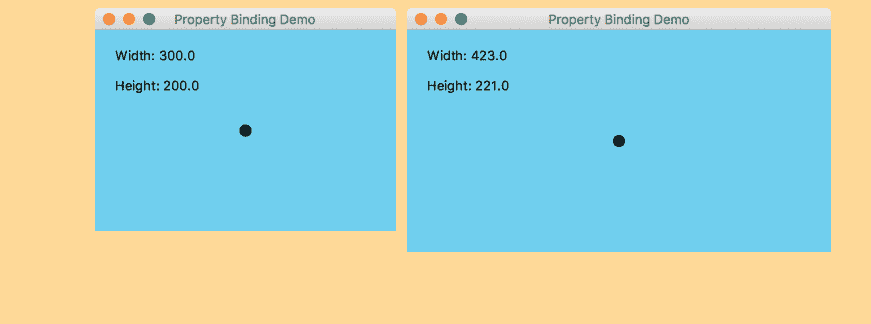 Property Binding Demo
Width: 300.0
Height: 200.0
Property Binding Demo
Width: 423.0
Height: 221.0